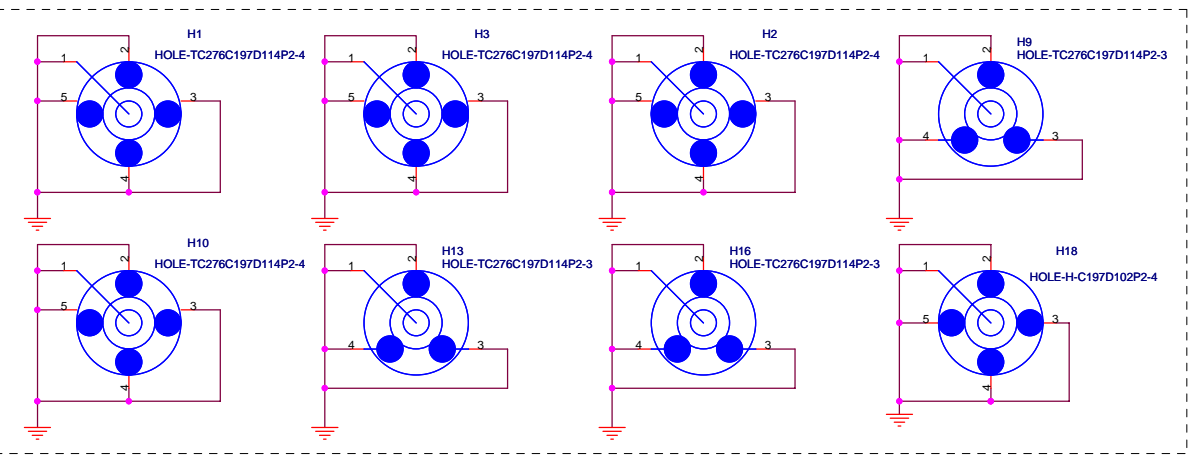 H1
HOLE-TC276C197D114P2-4
1
2
5
3
4
H3
HOLE-TC276C197D114P2-4
1
2
5
3
4
H2
HOLE-TC276C197D114P2-4
1
2
5
3
4
H9
HOLE-TC276C197D114P2-3
1
2
4
3
H10
HOLE-TC276C197D114P2-4
1
2
5
3
4
H13
HOLE-TC276C197D114P2-3
1
2
4
3
H16
HOLE-TC276C197D114P2-3
1
2
4
3
H18
HOLE-H-C197D102P2-4
1
2
5
3
4